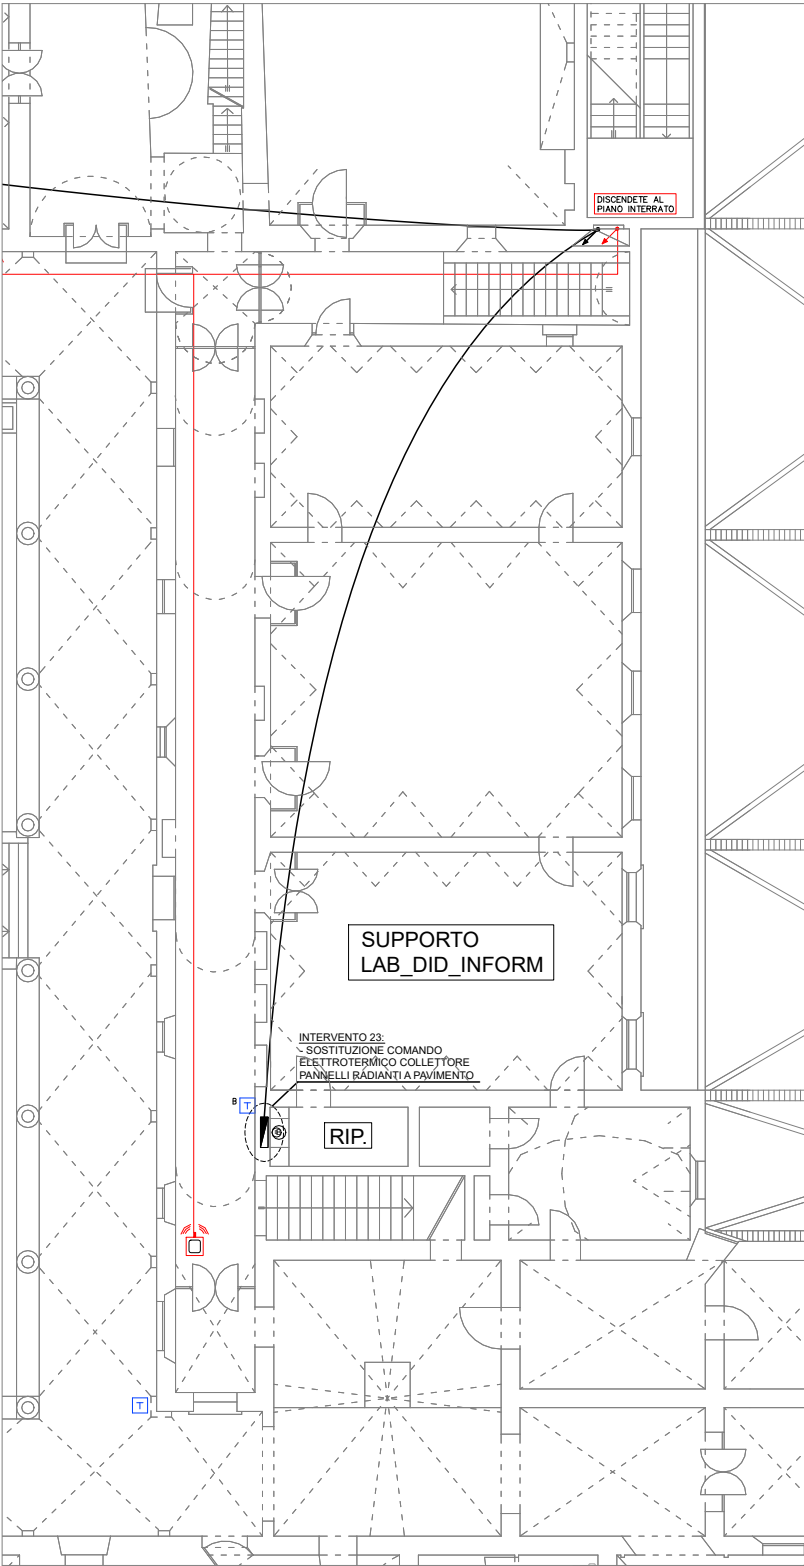 DISCENDETE AL
PIANO INTERRATO
SUPPORTO
LAB_DID_INFORM
INTERVENTO 23:
- SOSTITUZIONE COMANDO
ELETTROTERMICO COLLETTORE
PANNELLI RADIANTI A PAVIMENTO
B
T
RIP.
T